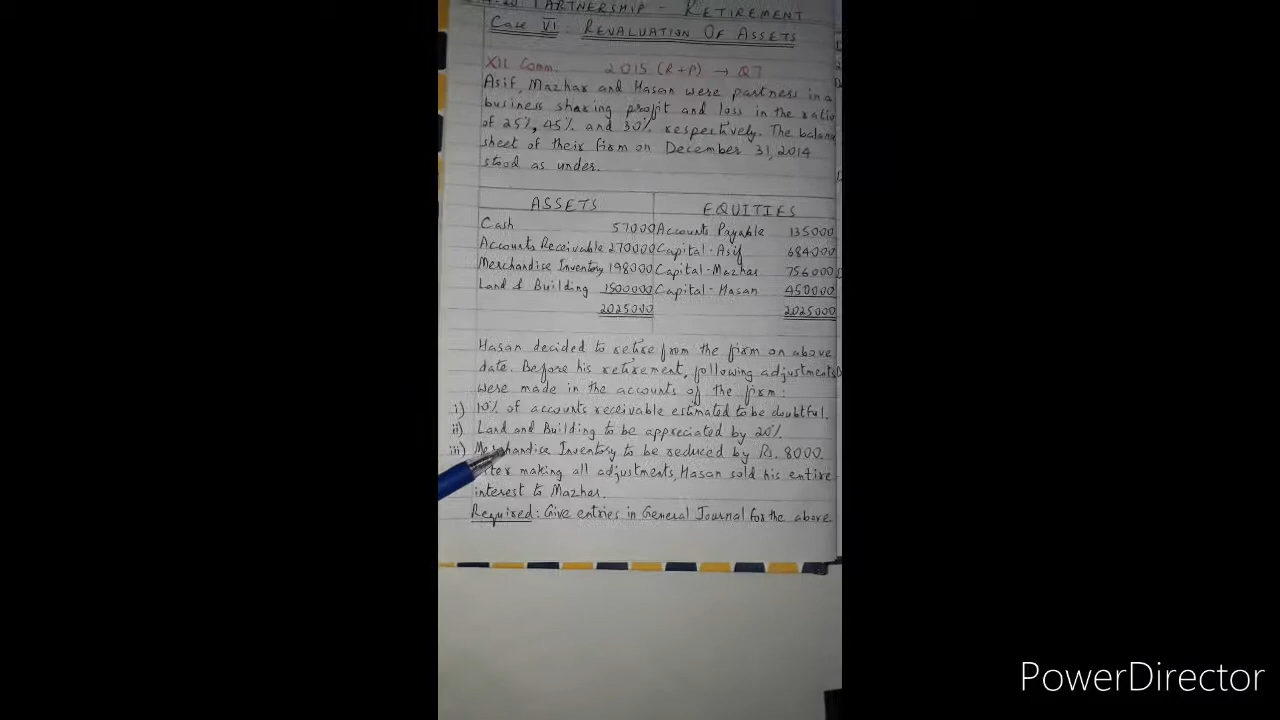 PARTNERSHIP - RETIREMENT
CASE VI : REVALUATION OF ASSETS
XII Comm. 2015 (R+P) → Q7
Asif, Mazhar and Hasan were partners in a
business sharing profit and loss in the ratio
of 25%, 45% and 30% respectively. The balan
sheet of their firm on December 31, 2014
stood as under.
ASSETS EQUITIES
Cash 57000 Accounts Payable 135000
Accounts Receivable 270000 Capital-Asif 684000
Merchandice Inventory 198000 Capital-Mazhar 756000
Land & Building 1500000 Capital-Hasan 450000
2025000 2025000
Hasan decided to retire from the firm on above
date. Before his retirement, following adjustments
were made in the accounts of the firm:
i) 10% of accounts receivable estimated to be doubtful.
ii) Land and Building to be appreciated by 20%.
iii) Merchandice Inventory to be reduced by Rs. 8000.
making all adjustments, Hasan sold his entire
interest to Mazhar.
Required: Give entries in General Journal for the above
PowerDirector